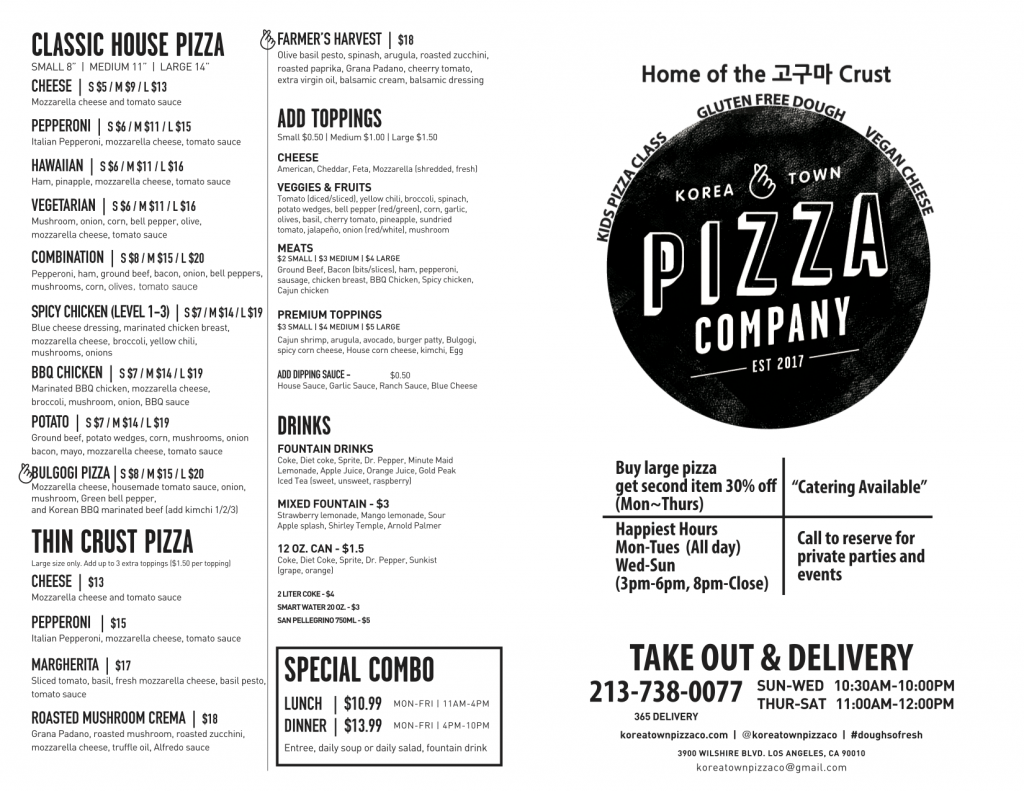 CLASSIC HOUSE PIZZA
SMALL 8” | MEDIUM 11” | LARGE 14”
CHEESE | S $5 / M $9 / L $13
Mozzarella cheese and tomato sauce
PEPPERONI | S $6 / M $11 / L $15
Italian Pepperoni, mozzarella cheese, tomato sauce
HAWAIIAN | S $6 / M $11 / L $16
Ham, pinapple, mozzarella cheese, tomato sauce
VEGETARIAN | S $6 / M $11 / L $16
Mushroom, onion, corn, bell pepper, olive,
mozzarella cheese, tomato sauce
COMBINATION | S $8 / M $15 / L $20
Pepperoni, ham, ground beef, bacon, onion, bell peppers,
mushrooms, corn, olives, tomato sauce
SPICY CHICKEN (LEVEL 1-3) | S $7 / M $14 / L $19
Blue cheese dressing, marinated chicken breast,
mozzarella cheese, broccoli, yellow chili,
mushrooms, onions
BBQ CHICKEN | S $7 / M $14 / L $19
Marinated BBQ chicken, mozzarella cheese,
broccoli, mushroom, onion, BBQ sauce
POTATO | S $7 / M $14 / L $19
Ground beef, potato wedges, corn, mushrooms, onion
bacon, mayo, mozzarella cheese, tomato sauce
BULGOGI PIZZA | S $8 / M $15 / L $20
Mozzarella cheese, housemade tomato sauce, onion,
mushroom, Green bell pepper,
and Korean BBQ marinated beef (add kimchi 1/2/3)
THIN CRUST PIZZA
Large size only. Add up to 3 extra toppings ($1.50 per topping)
CHEESE | $13
Mozzarella cheese and tomato sauce
PEPPERONI | $15
Italian Pepperoni, mozzarella cheese, tomato sauce
MARGHERITA | $17
Sliced tomato, basil, fresh mozzarella cheese, basil pesto,
tomato sauce
ROASTED MUSHROOM CREMA | $18
Grana Padano, roasted mushroom, roasted zucchini,
mozzarella cheese, truffle oil, Alfredo sauce
FARMER'S HARVEST | $18
Olive basil pesto, spinash, arugula, roasted zucchini,
roasted paprika, Grana Padano, cheerry tomato,
extra virgin oil, balsamic cream, balsamic dressing
ADD TOPPINGS
Small $0.50 | Medium $1.00 | Large $1.50
CHEESE
American, Cheddar, Feta, Mozzarella (shredded, fresh)
VEGGIES & FRUITS
Tomato (diced/sliced), yellow chili, broccoli, spinach,
potato wedges, bell pepper (red/green), corn, garlic,
olives, basil, cherry tomato, pineapple, sundried
tomato, jalapeño, onion (red/white), mushroom
MEATS
$2 SMALL | $3 MEDIUM | $4 LARGE
Ground Beef, Bacon (bits/slices), ham, pepperoni,
sausage, chicken breast, BBQ Chicken, Spicy chicken,
Cajun chicken
PREMIUM TOPPINGS
$3 SMALL | $4 MEDIUM | $5 LARGE
Cajun shrimp, arugula, avocado, burger patty, Bulgogi,
spicy corn cheese, House corn cheese, kimchi, Egg
ADD DIPPING SAUCE – $0.50
House Sauce, Garlic Sauce, Ranch Sauce, Blue Cheese
DRINKS
FOUNTAIN DRINKS
Coke, Diet coke, Sprite, Dr. Pepper, Minute Maid
Lemonade, Apple Juice, Orange Juice, Gold Peak
Iced Tea (sweet, unsweet, raspberry)
MIXED FOUNTAIN - $3
Strawberry lemonade, Mango lemonade, Sour
Apple splash, Shirley Temple, Arnold Palmer
12 OZ. CAN - $1.5
Coke, Diet Coke, Sprite, Dr. Pepper, Sunkist
(grape, orange)
2 LITER COKE - $4
SMART WATER 20 OZ. - $3
SAN PELLEGRINO 750ML - $5
SPECIAL COMBO
LUNCH | $10.99 MON-FRI | 11AM-4PM
DINNER | $13.99 MON-FRI | 4PM-10PM
Entree, daily soup or daily salad, fountain drink
Home of the 고구마 Crust
KIDS PIZZA CLASS
GLUTEN FREE DOUGH
VEGAN CHEESE
KOREA TOWN
PIZZA
COMPANY
EST 2017
Buy large pizza
get second item 30% off
(Mon~Thurs)
“Catering Available”
Happiest Hours
Mon-Tues (All day)
Wed-Sun
(3pm-6pm, 8pm-Close)
Call to reserve for
private parties and
events
TAKE OUT & DELIVERY
213-738-0077
SUN-WED 10:30AM-10:00PM
THUR-SAT 11:00AM-12:00PM
365 DELIVERY
koreatownpizzaco.com | @koreatownpizzaco | #doughsofresh
3900 WILSHIRE BLVD. LOS ANGELES, CA 90010
koreatownpizzaco@gmail.com